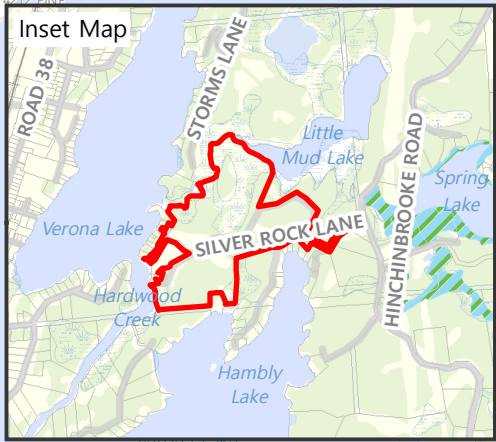 Inset Map
ROAD 38
STORMS LANE
Little
Mud Lake
HINCHINBROOKE ROAD
Spring
Lake
Verona Lake
SILVER ROCK LANE
Hardwood
Creek
Hambly
Lake